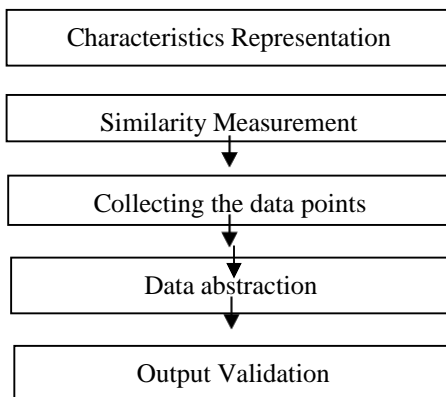 Characteristics Representation
Similarity Measurement
Collecting the data points
Data abstraction
Output Validation